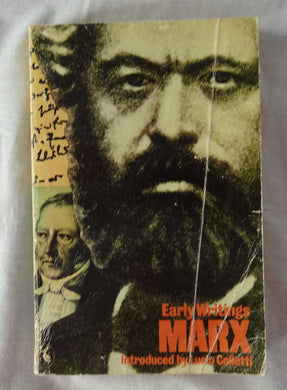 Early Writings
MARX
Introduced by Lucio Colletti